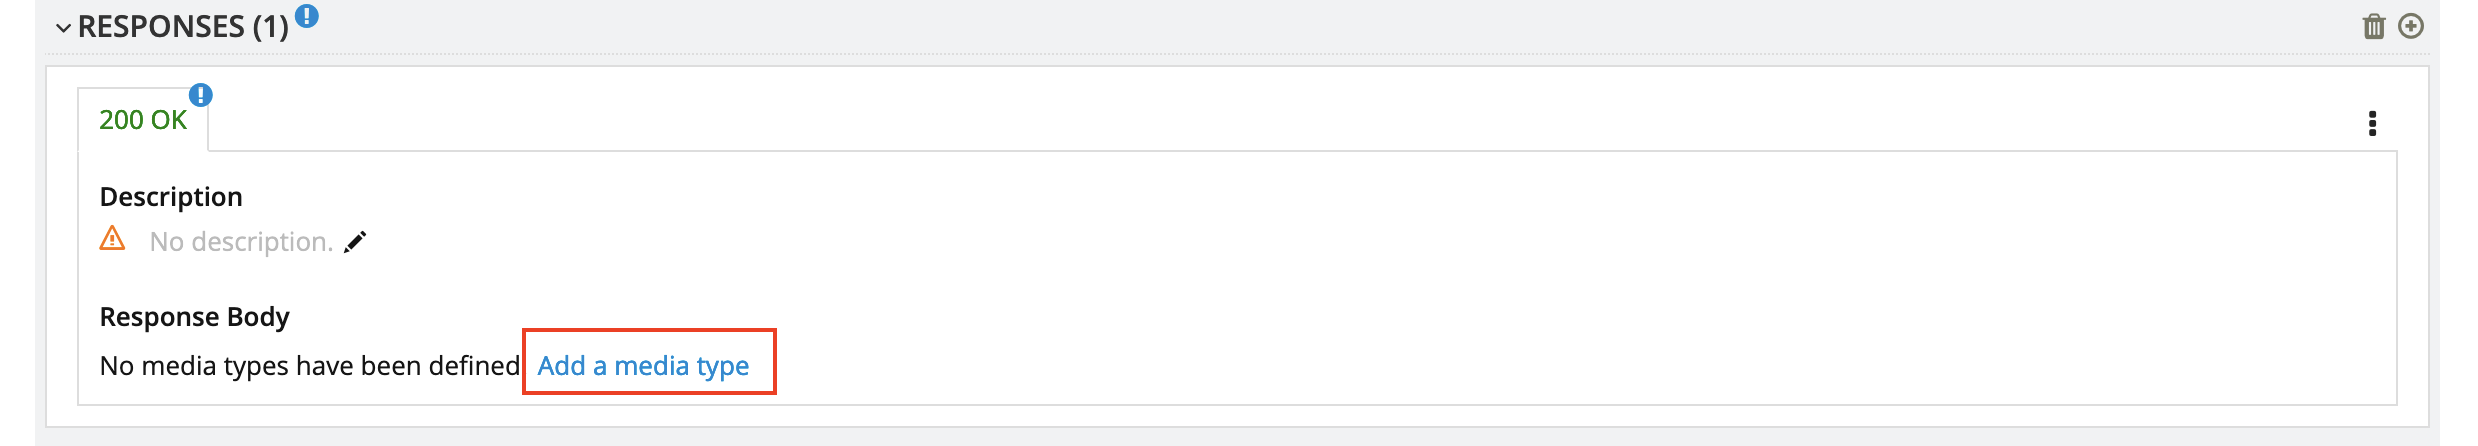 RESPONSES (1)
200 OK
Description
No description.
Response Body
No media types have been defined Add a media type